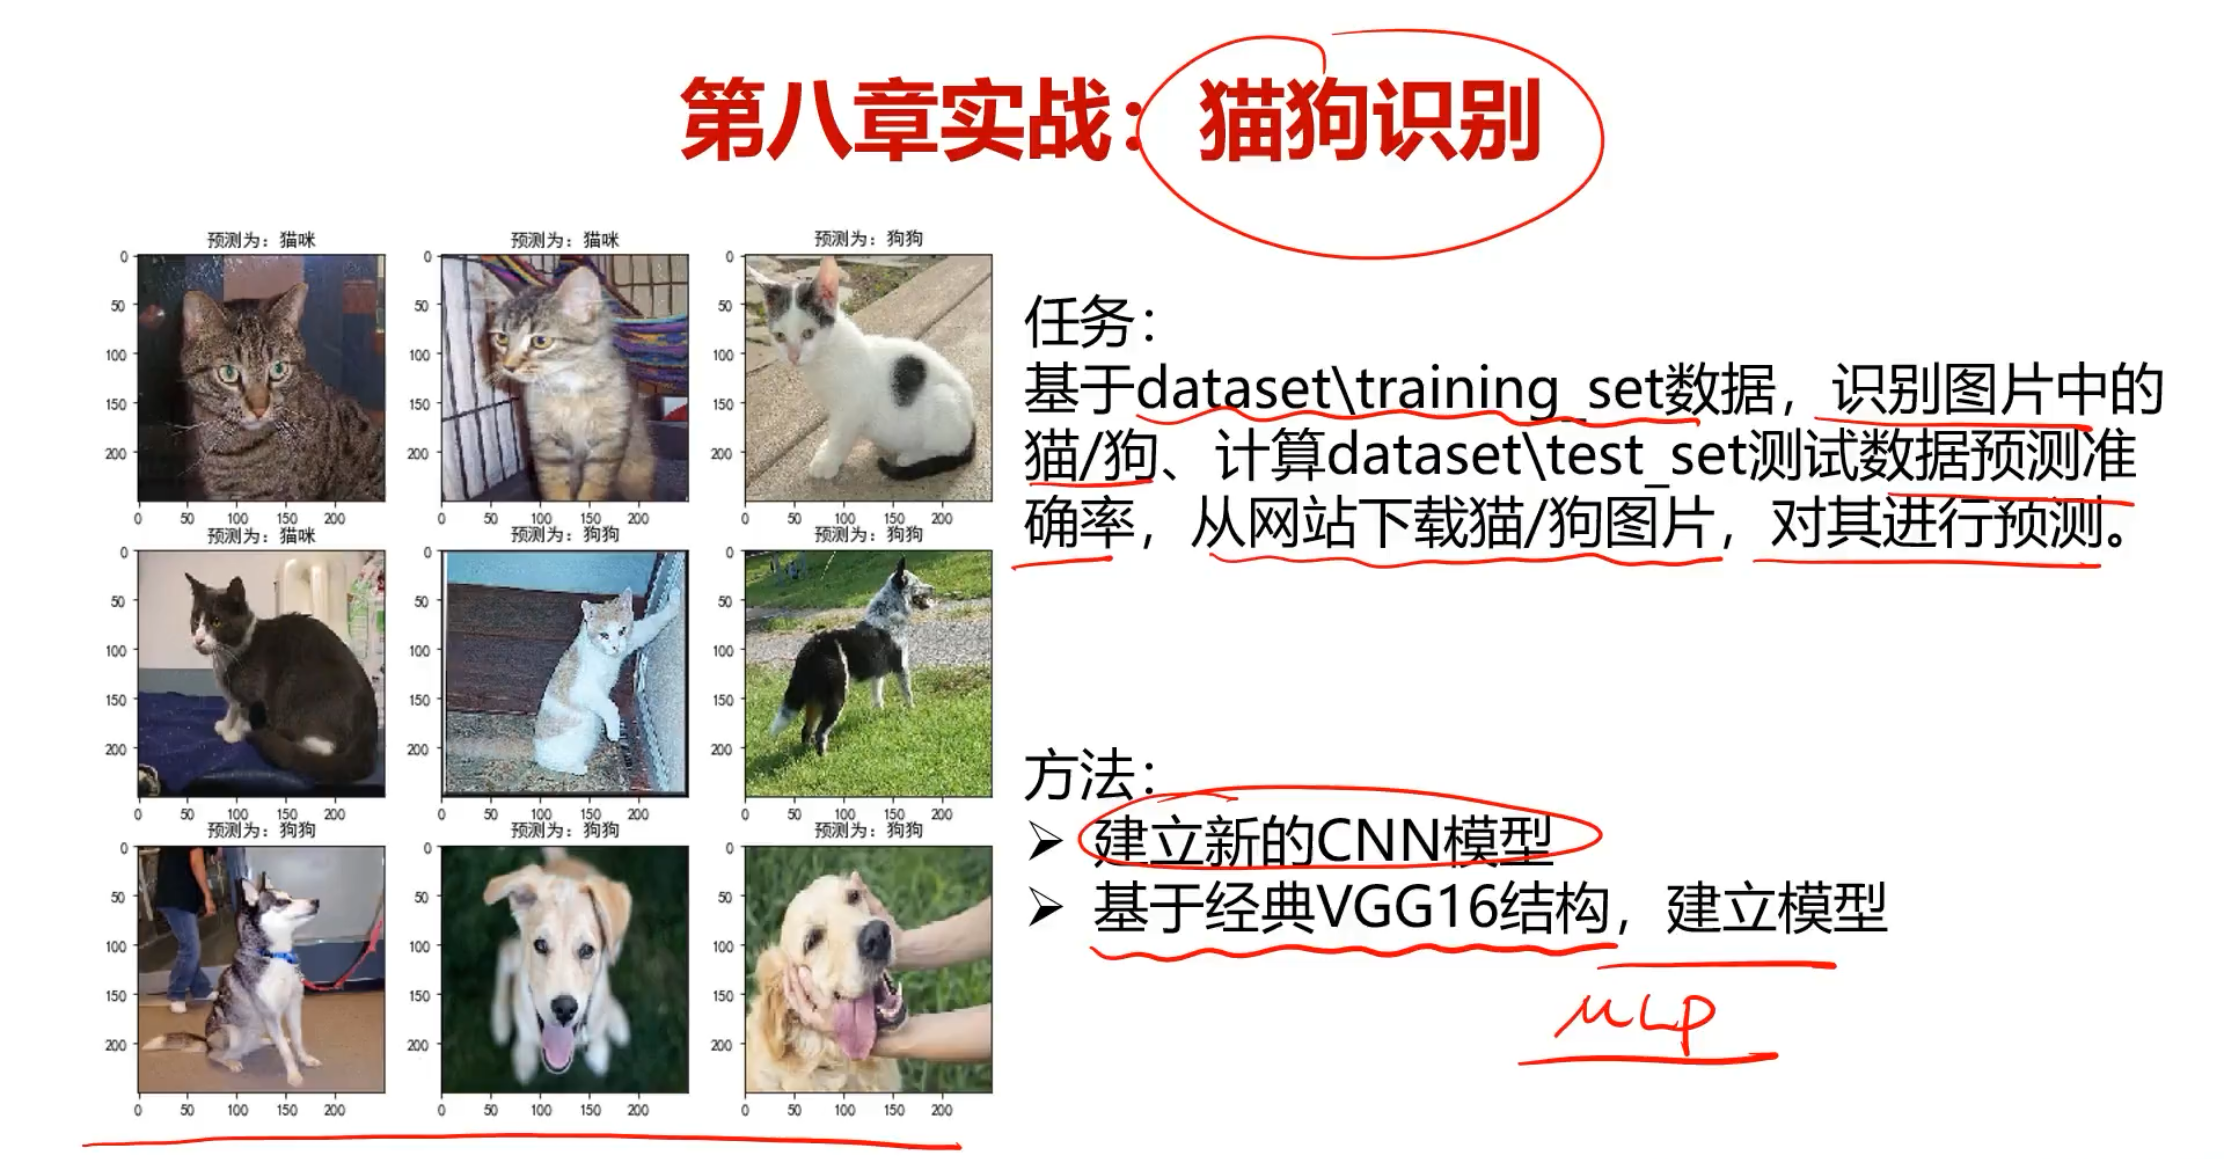 第八章实战：猫狗识别
预测为：猫咪
预测为：猫咪
预测为：狗狗
0
50
100
150
200
0
50
100
150
200
0
50
100
150
200
0 50 100 150 200
0 50 100 150 200
0 50 100 150 200
预测为：猫咪
预测为：狗狗
预测为：狗狗
0
50
100
150
200
0
50
100
150
200
0
50
100
150
200
0 50 100 150 200
0 50 100 150 200
0 50 100 150 200
预测为：狗狗
预测为：狗狗
预测为：狗狗
0
50
100
150
200
0
50
100
150
200
0
50
100
150
200
0 50 100 150 200
0 50 100 150 200
0 50 100 150 200
任务：
基于dataset\training_set数据，识别图片中的
猫/狗、计算dataset\test_set测试数据预测准
确率，从网站下载猫/狗图片，对其进行预测。
方法：
➢ 建立新的CNN模型
➢ 基于经典VGG16结构，建立模型
MLP